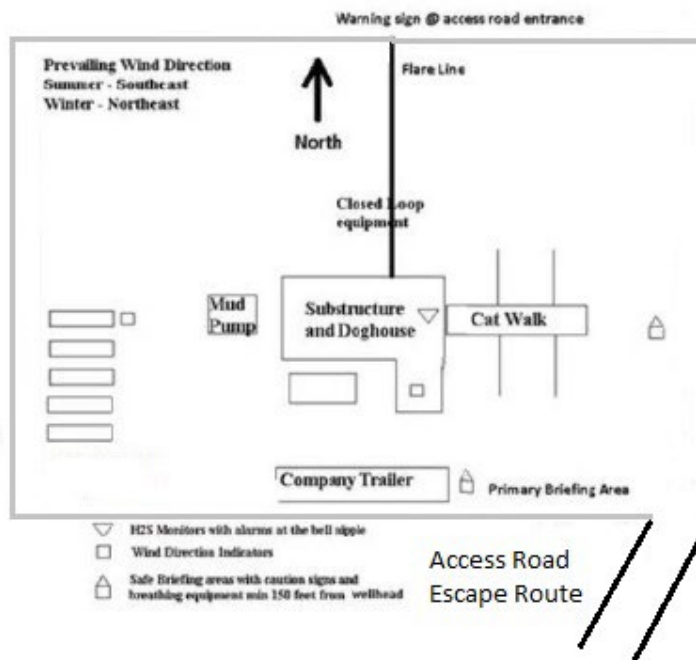 Warning sign @ access road entrance
Prevailing Wind Direction
Summer - Southeast
Winter - Northeast
Flare Line
North
Closed Loop
equipment
Mud
Pump
Substructure
and Doghouse
Cat Walk
Company Trailer
Primary Briefing Area
H2S Monitors with alarms at the bell nipple
Wind Direction Indicators
Safe Briefing areas with caution signs and
breathing equipment min 150 feet from wellhead
Access Road
Escape Route